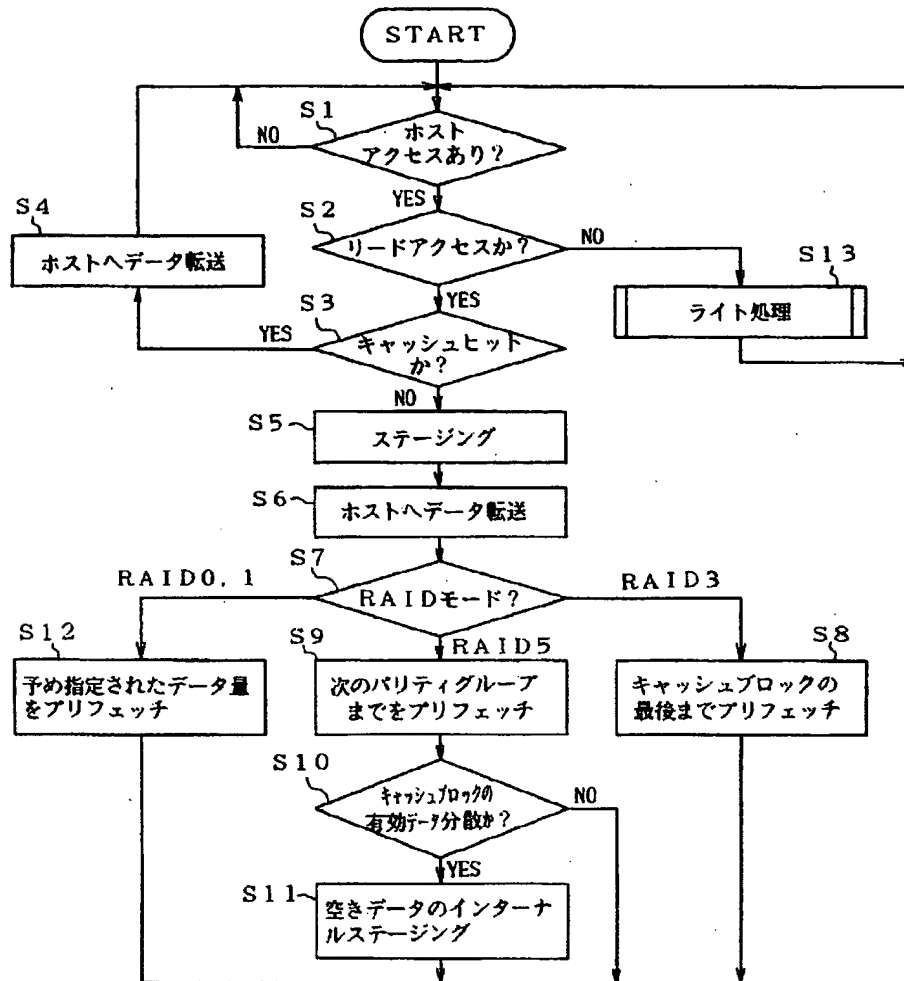 START
S1
ホスト
アクセスあり?
NO
YES
S2
リードアクセスか?
NO
YES
S4
ホストへデータ転送
S13
ライト処理
S3
キャッシュヒット
か?
YES
NO
S5
ステージング
S6
ホストへデータ転送
S7
RAIDモード?
RAID0,1
RAID3
RAID5
S12
予め指定されたデータ量
をプリフェッチ
S9
次のパリティグループ
までをプリフェッチ
S8
キャッシュブロックの
最後までプリフェッチ
S10
キャッシュブロックの
有効データ分散か?
NO
YES
S11
空きデータのインターナ
ルステージング